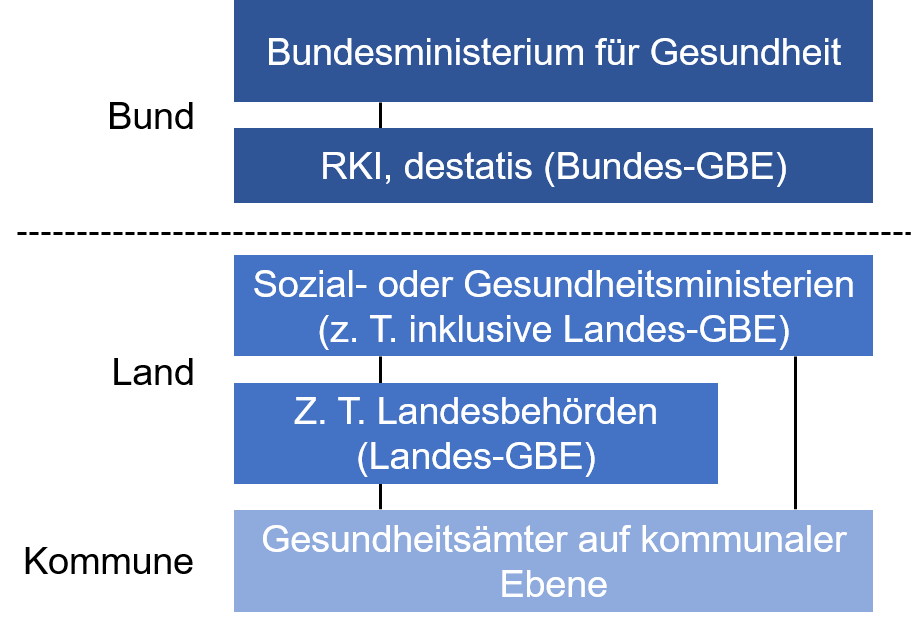 Bundesministerium für Gesundheit
Bund
RKI, destatis (Bundes-GBE)
Sozial- oder Gesundheitsministerien
(z. T. inklusive Landes-GBE)
Land
Z. T. Landesbehörden
(Landes-GBE)
Kommune
Gesundheitsämter auf kommunaler
Ebene